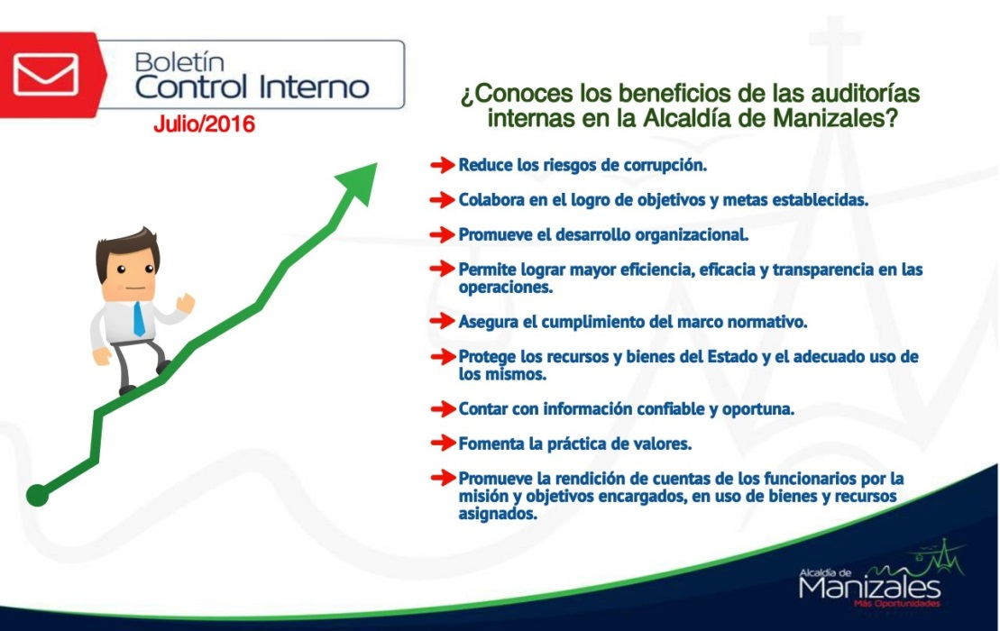 Boletín
Control Interno
Julio/2016
¿Conoces los beneficios de las auditorías
internas en la Alcaldía de Manizales?
Reduce los riesgos de corrupción.
Colabora en el logro de objetivos y metas establecidas.
Promueve el desarrollo organizacional.
Permite lograr mayor eficiencia, eficacia y transparencia en las
operaciones.
Asegura el cumplimiento del marco normativo.
Protege los recursos y bienes del Estado y el adecuado uso de
los mismos.
Contar con información confiable y oportuna.
Fomenta la práctica de valores.
Promueve la rendición de cuentas de los funcionarios por la
misión y objetivos encargados, en uso de bienes y recursos
asignados.
Alcaldía de
Manizales
Más Oportunidades